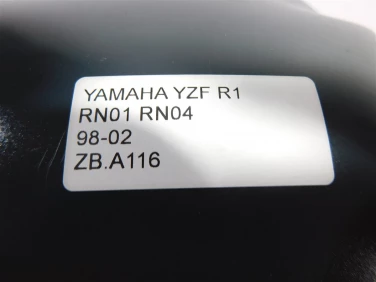 YAMAHA YZF R1
RN01 RN04
98-02
ZB.A116